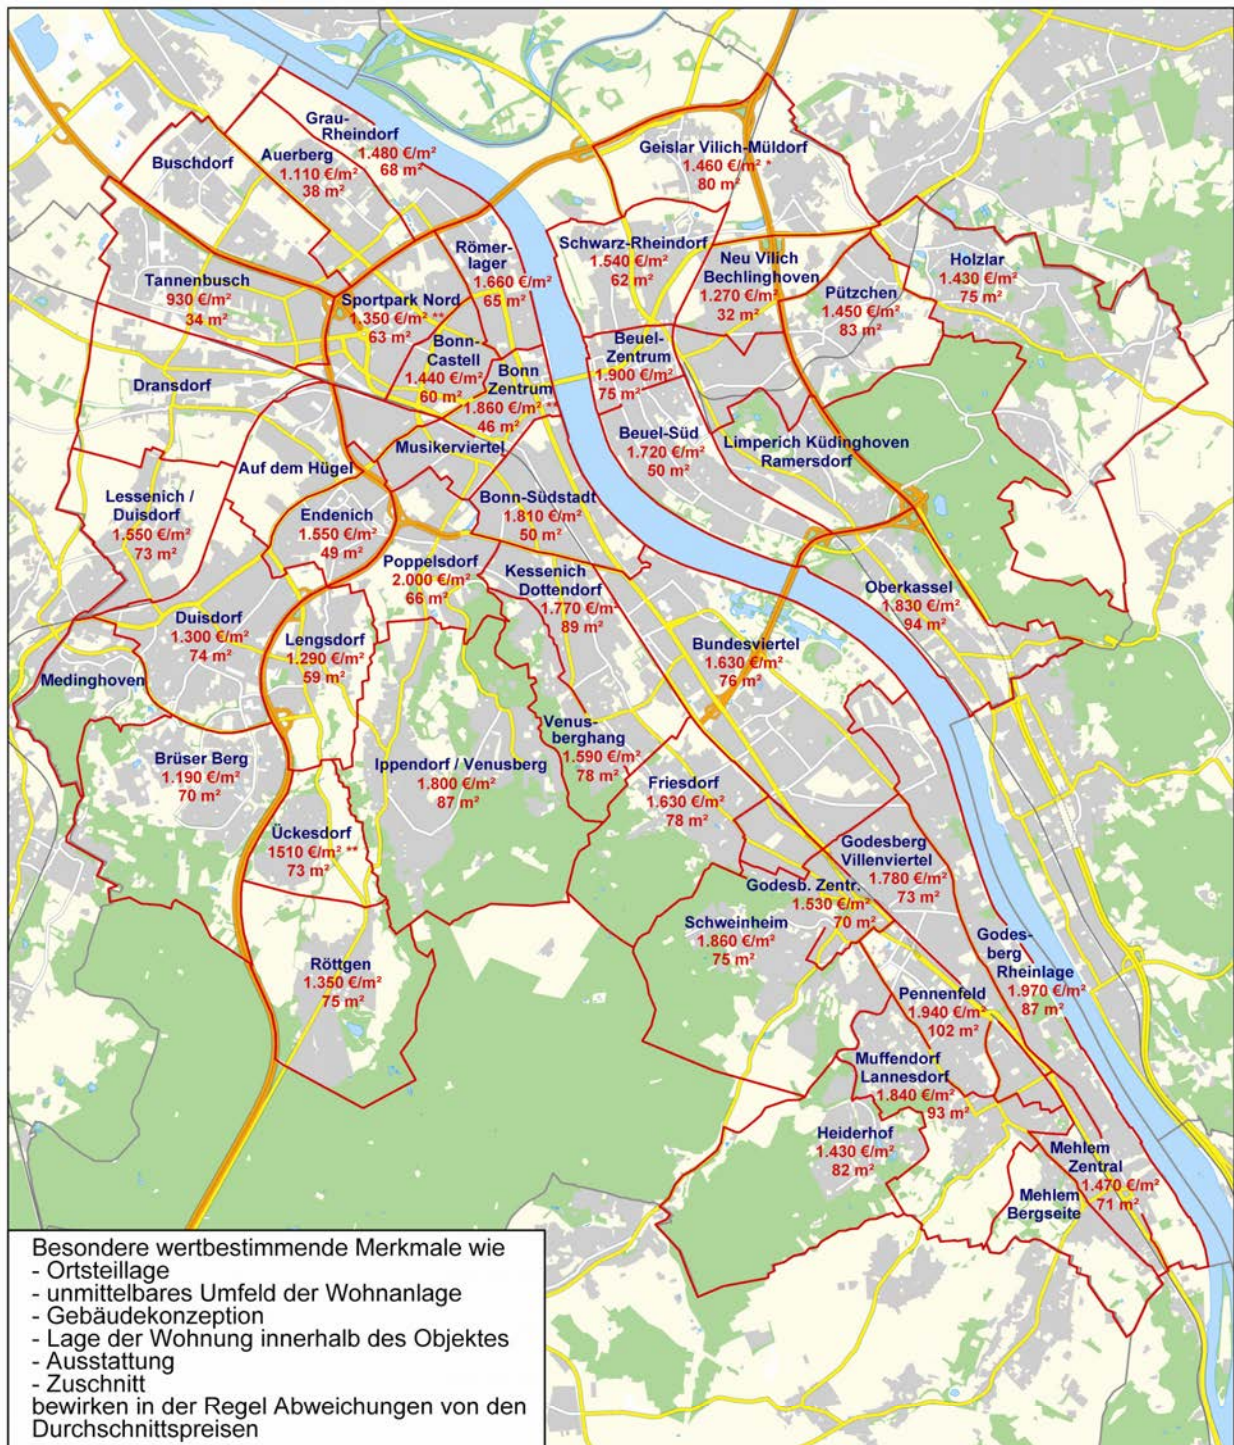 Grau-
Rheindorf
1.480 €/m²
68 m²
Buschdorf
Auerberg
1.110 €/m²
38 m²
Geislar Vilich-Müldorf
1.460 €/m² *
80 m²
Tannenbusch
930 €/m²
34 m²
Sportpark Nord
1.350 €/m² **
63 m²
Römer-
lager
1.660 €/m²
65 m²
Schwarz-Rheindorf
1.540 €/m²
62 m²
Neu Vilich
Bechlinghoven
1.270 €/m²
32 m²
Pützchen
1.450 €/m²
83 m²
Holzlar
1.430 €/m²
75 m²
Bonn-
Castell
1.440 €/m²
60 m²
Bonn
Zentrum
1.860 €/m² **
46 m²
Beuel-
Zentrum
1.900 €/m²
75 m²
Dransdorf
Musikerviertel
Beuel-Süd
1.720 €/m²
50 m²
Limperich Küdinghoven
Ramersdorf
Auf dem Hügel
Lessenich /
Duisdorf
1.550 €/m²
73 m²
Endenich
1.550 €/m²
49 m²
Bonn-Südstadt
1.810 €/m²
50 m²
Poppelsdorf
2.000 €/m²
66 m²
Kessenich
Dottendorf
1.770 €/m²
89 m²
Oberkassel
1.830 €/m²
94 m²
Duisdorf
1.300 €/m²
74 m²
Lengsdorf
1.290 €/m²
59 m²
Bundesviertel
1.630 €/m²
76 m²
Medinghoven
Brüser Berg
1.190 €/m²
70 m²
Ippendorf / Venusberg
1.800 €/m²
87 m²
Venus-
berghang
1.590 €/m²
78 m²
Friesdorf
1.630 €/m²
78 m²
Ückesdorf
1510 €/m² **
73 m²
Godesberg
Villenviertel
1.780 €/m²
73 m²
Godesb. Zentr.
1.530 €/m²
70 m²
Schweinheim
1.860 €/m²
75 m²
Godes-
berg
Rheinlage
1.970 €/m²
87 m²
Röttgen
1.350 €/m²
75 m²
Pennenfeld
1.940 €/m²
102 m²
Muffendorf
Lannesdorf
1.840 €/m²
93 m²
Heiderhof
1.430 €/m²
82 m²
Mehlem
Zentral
1.470 €/m²
71 m²
Mehlem
Bergseite
Besondere wertbestimmende Merkmale wie
- Ortsteillage
- unmittelbares Umfeld der Wohnanlage
- Gebäudekonzeption
- Lage der Wohnung innerhalb des Objektes
- Ausstattung
- Zuschnitt
bewirken in der Regel Abweichungen von den
Durchschnittspreisen